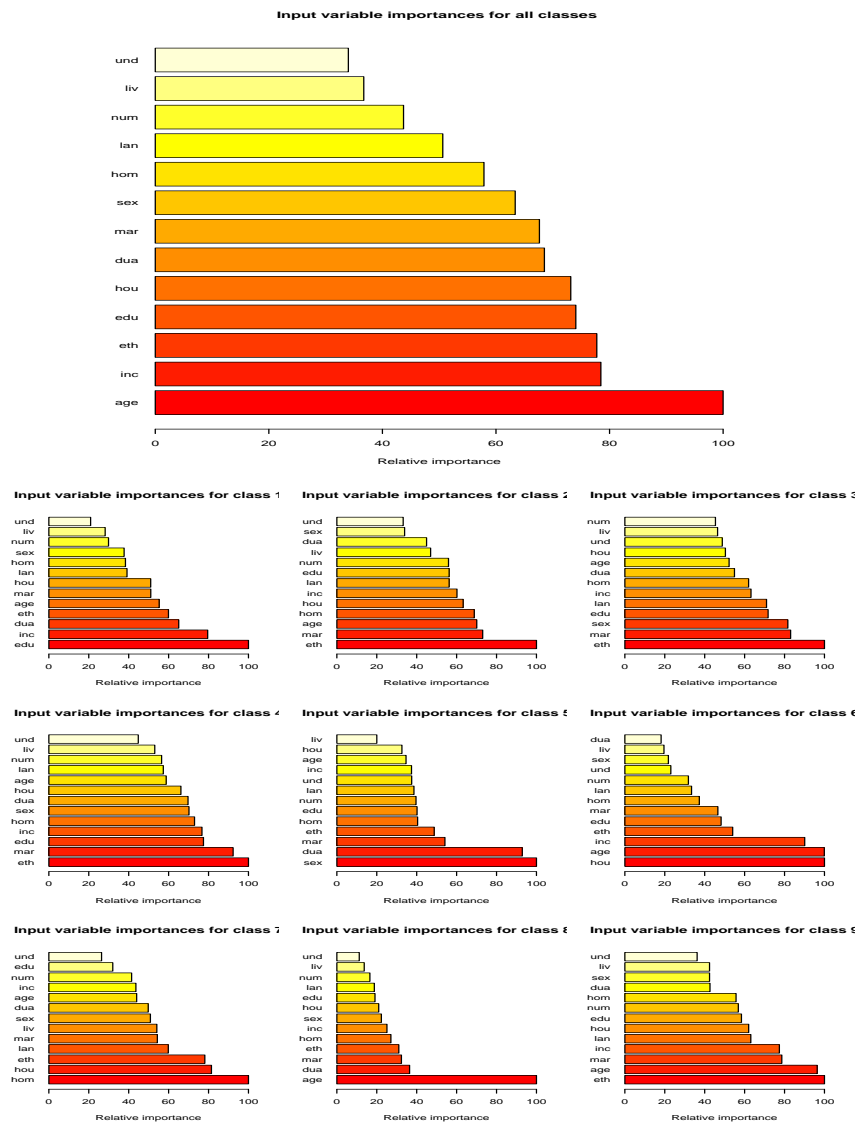 Input variable importances for all classes
und
liv
num
lan
hom
sex
mar
dua
hou
edu
eth
inc
age
0 20 40 60 80 100
Relative importance
Input variable importances for class 1
und
liv
num
sex
hom
lan
hou
mar
age
eth
dua
inc
edu
0 20 40 60 80 100
Relative importance
Input variable importances for class 2
und
sex
dua
liv
num
edu
lan
inc
hou
hom
age
mar
eth
0 20 40 60 80 100
Relative importance
Input variable importances for class 3
num
liv
und
hou
age
dua
hom
inc
lan
edu
sex
mar
eth
0 20 40 60 80 100
Relative importance
Input variable importances for class 4
und
liv
num
lan
age
hou
dua
sex
hom
inc
edu
mar
eth
0 20 40 60 80 100
Relative importance
Input variable importances for class 5
liv
hou
age
inc
und
lan
num
edu
hom
eth
mar
dua
sex
0 20 40 60 80 100
Relative importance
Input variable importances for class 6
dua
liv
sex
und
num
lan
hom
mar
edu
eth
inc
age
hou
0 20 40 60 80 100
Relative importance
Input variable importances for class 7
und
edu
num
inc
age
dua
sex
liv
mar
lan
eth
hou
hom
0 20 40 60 80 100
Relative importance
Input variable importances for class 8
und
liv
num
lan
edu
hou
sex
inc
hom
eth
mar
dua
age
0 20 40 60 80 100
Relative importance
Input variable importances for class 9
und
liv
sex
dua
hom
num
edu
hou
lan
inc
mar
age
eth
0 20 40 60 80 100
Relative importance